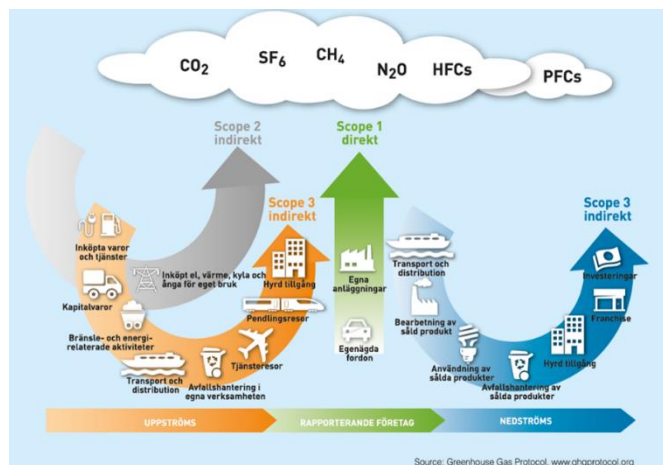 CO2
SF6
CH4
N2O
HFCs
PFCs
Scope 2
indirekt
Scope 1
direkt
Scope 3
indirekt
Scope 3
indirekt
Inköpta varor
och tjänster
Inköpt el, värme, kyla och
ånga för eget bruk
Kapitalvaror
Bränsle- och energi-
relaterade aktiviteter
Transport och
distribution
Avfallshantering i
egna verksamheten
Tjänsteresor
Pendlingsresor
Hyrd tillgång
Egna
anläggningar
Egenägda
fordon
Transport och
distribution
Bearbetning av
såld produkt
Användning av
sålda produkter
Avfallshantering av
sålda produkter
Hyrd tillgång
Franchise
Investeringar
UPPSTRÖMS
RAPPORTERANDE FÖRETAG
NEDSTRÖMS
Source: Greenhouse Gas Protocol, www.ghgprotocol.org